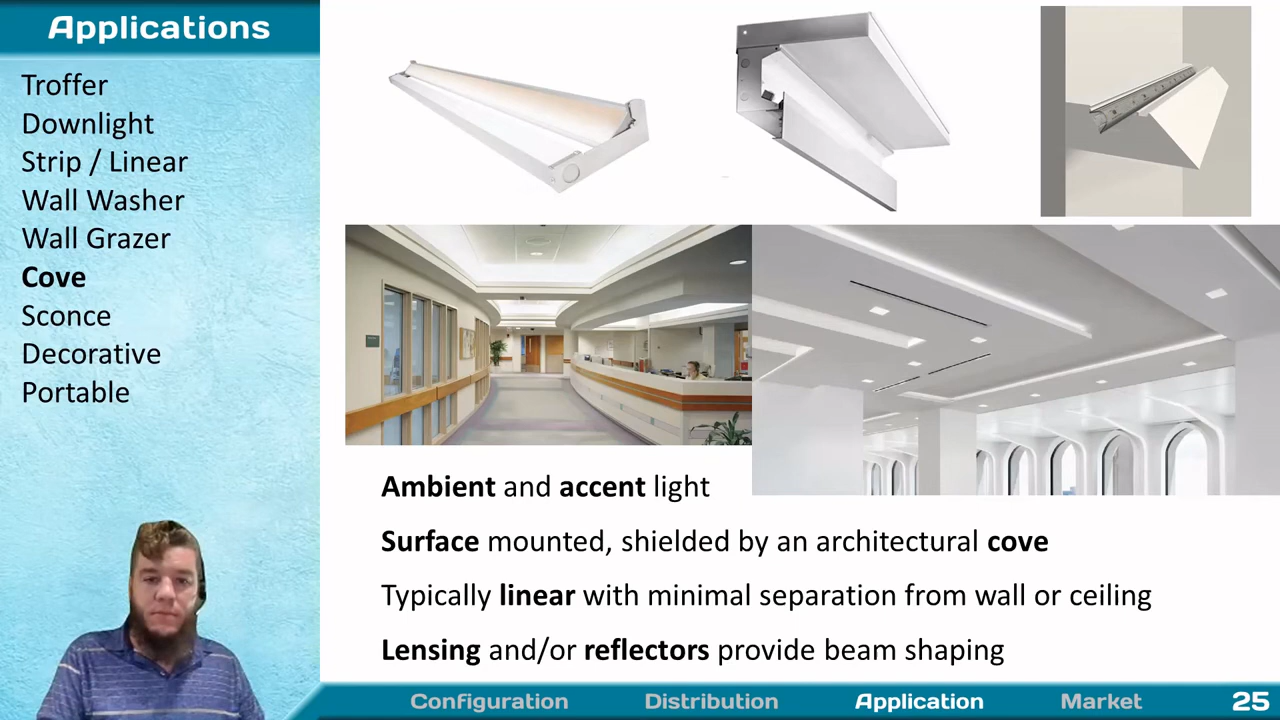 Applications
Troffer
Downlight
Strip / Linear
Wall Washer
Wall Grazer
Cove
Sconce
Decorative
Portable
Ambient and accent light
Surface mounted, shielded by an architectural cove
Typically linear with minimal separation from wall or ceiling
Lensing and/or reflectors provide beam shaping
Configuration Distribution Application Market 25